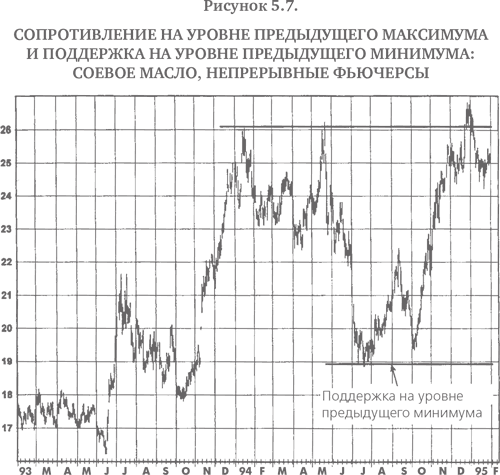 Рисунок 5.7.
СОПРОТИВЛЕНИЕ НА УРОВНЕ ПРЕДЫДУЩЕГО МАКСИМУМА
И ПОДДЕРЖКА НА УРОВНЕ ПРЕДЫДУЩЕГО МИНИМУМА:
СОЕВОЕ МАСЛО, НЕПРЕРЫВНЫЕ ФЬЮЧЕРСЫ
26
25
24
23
22
21
20
19
18
17
Поддержка на уровне
предыдущего минимума
93 M A M J J A S O N D 94 F M A M J J A S O N D 95